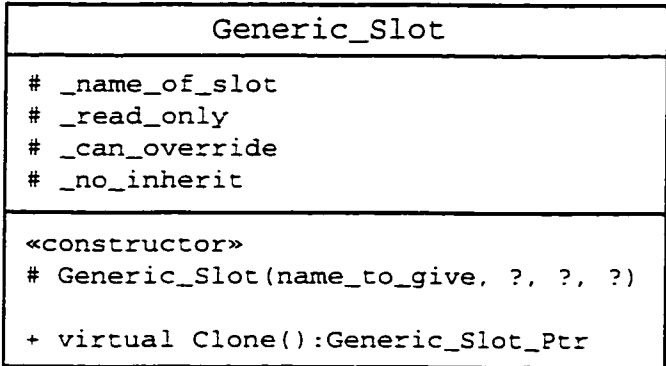 Generic_Slot
# _name_of_slot
# _read_only
# _can_override
# _no_inherit
«constructor»
# Generic_Slot(name_to_give, ?, ?, ?)
+ virtual Clone():Generic_Slot_Ptr